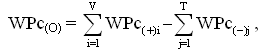 WPc(O) = ∑_{i=1}^{V} WPc(+)i − ∑_{j=1}^{T} WPc(−)j ,